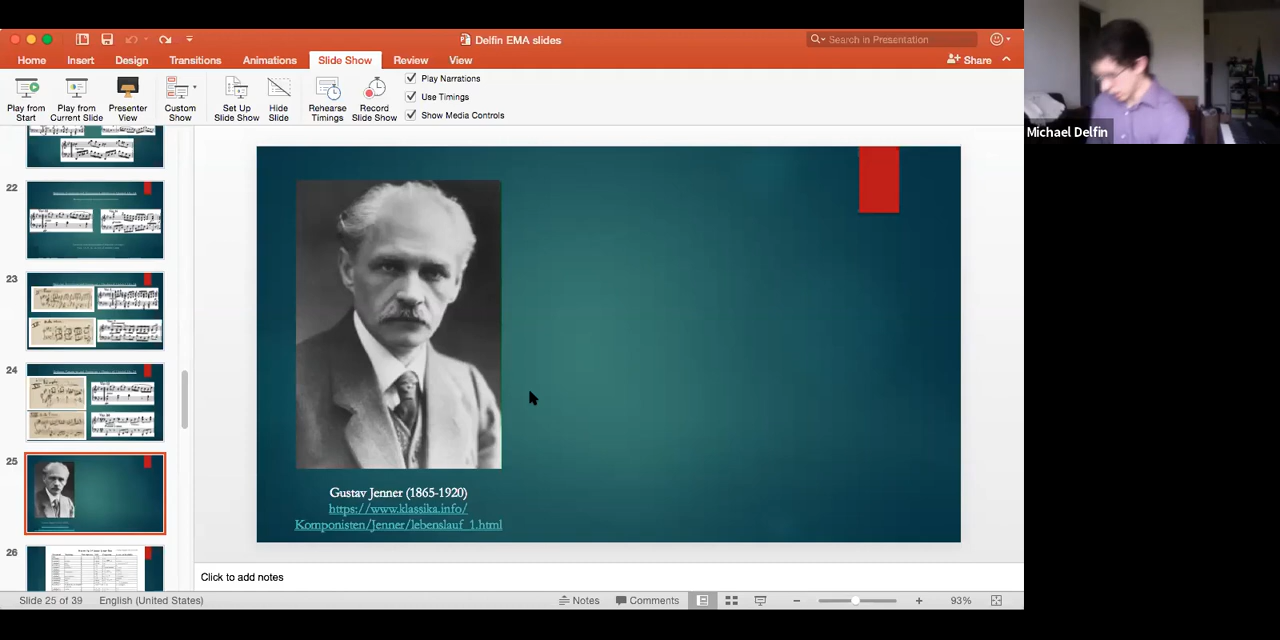 Delfin EMA slides
Search in Presentation
Home Insert Design Transitions Animations Slide Show Review View
Share
Play from Start
Play from Current Slide
Presenter View
Custom Show
Set Up Slide Show
Hide Slide
Rehearse Timings
Record Slide Show
Play Narrations
Use Timings
Show Media Controls
Michael Delfin
22
23
24
25
26
Gustav Jenner (1865-1920)
https://www.klassika.info/
Komponisten/Jenner/lebenslauf_1.html
Click to add notes
Slide 25 of 39 English (United States)
Notes Comments 93%